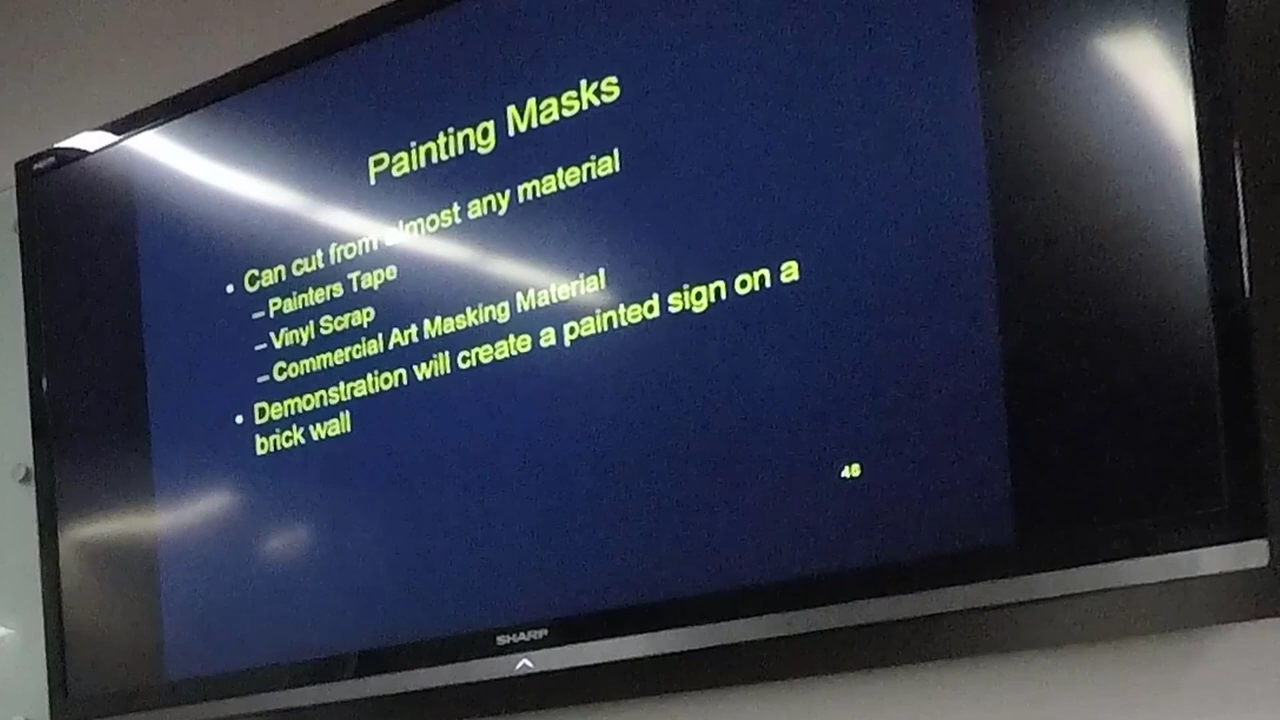 Painting Masks
• Can cut from almost any material
– Painters Tape
– Vinyl Scrap
– Commercial Art Masking Material
• Demonstration will create a painted sign on a
brick wall
46
SHARP